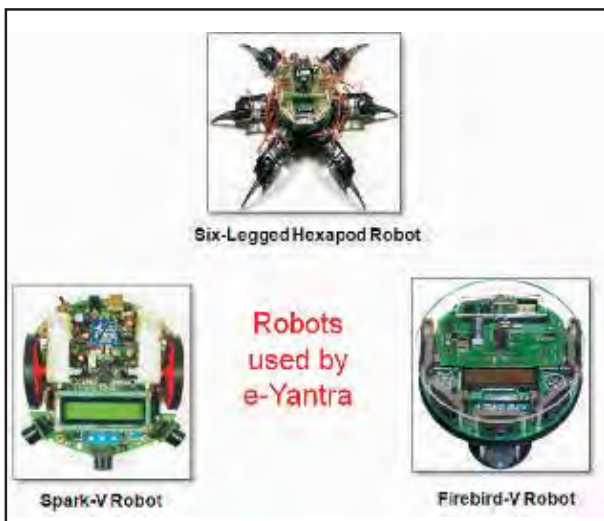 Six-Legged Hexapod Robot
Robots
used by
e-Yantra
Spark-V Robot
Firebird-V Robot